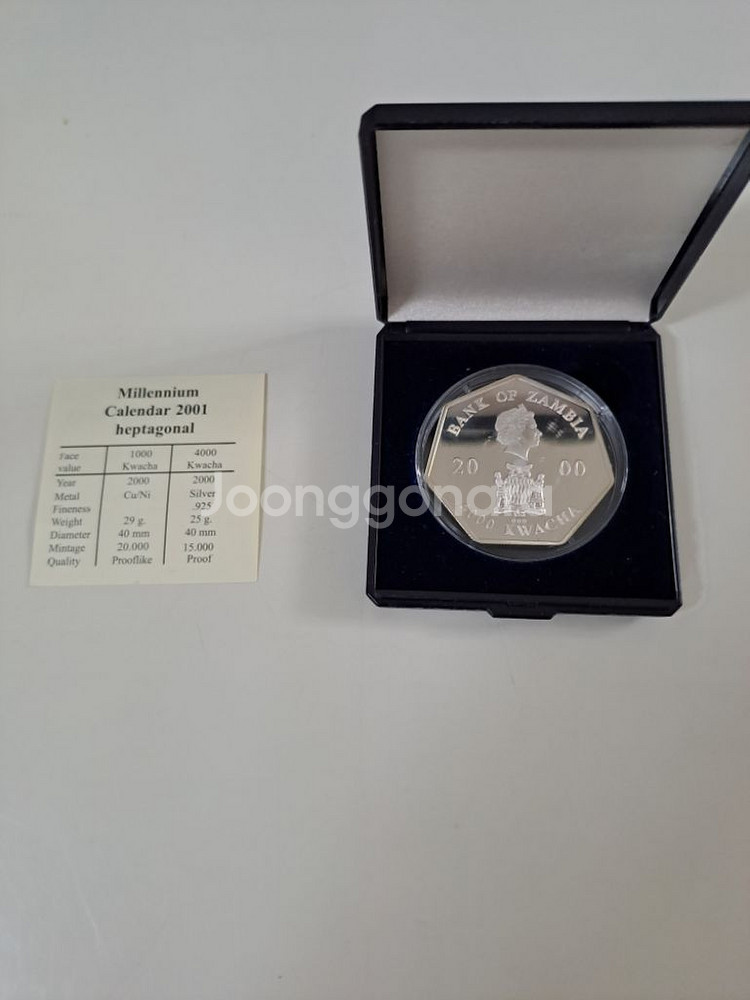 Millennium
Calendar 2001
heptagonal
Face value 1000 Kwacha 4000 Kwacha
Year 2000 2000
Metal Cu/Ni Silver
Fineness .925
Weight 29 g. 25 g.
Diameter 40 mm 40 mm
Mintage 20.000 15.000
Quality Prooflike Proof
BANK OF ZAMBIA
20 00
KWACHA
Joonggonara